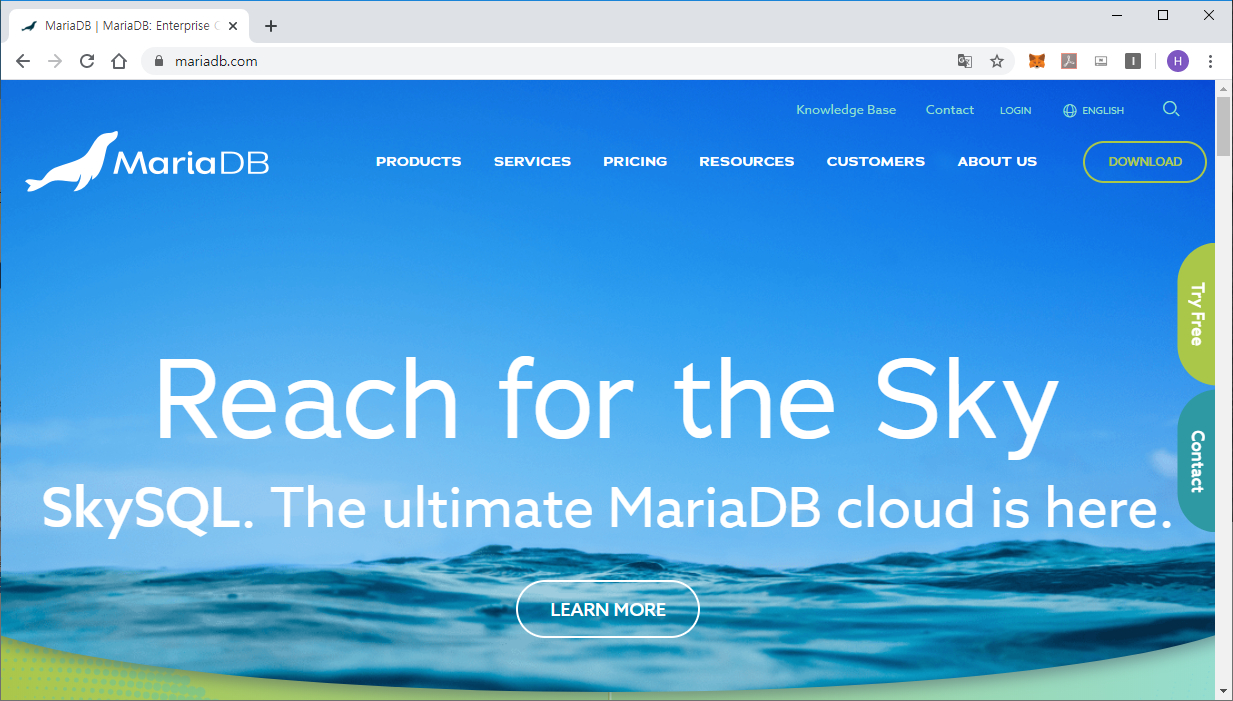 MariaDB | MariaDB: Enterprise
mariadb.com
H
Knowledge Base Contact LOGIN ENGLISH
MariaDB PRODUCTS SERVICES PRICING RESOURCES CUSTOMERS ABOUT US DOWNLOAD
Try Free
Reach for the Sky
Contact
SkySQL. The ultimate MariaDB cloud is here.
LEARN MORE